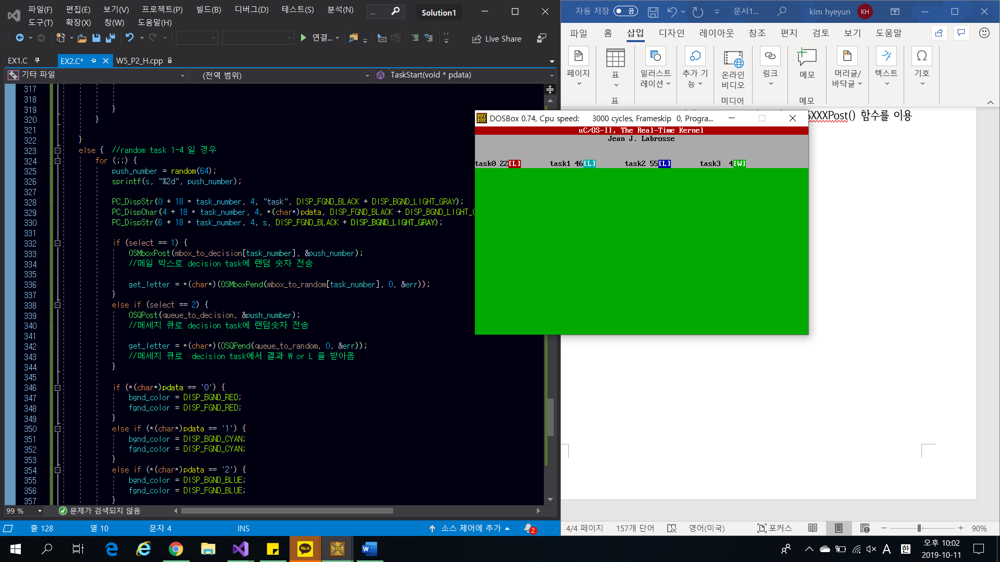 파일(F) 편집(E) 보기(V) 프로젝트(P) 빌드(B) 디버그(D) 테스트(S) 분석(N)
도구(T) 확장(X) 창(W) 도움말(H)
... Solution1
연결... Live Share
EX1.C EX2.C* W5_P2_H.cpp
기타 파일 (전역 범위) TaskStart(void * pdata)
317
318
319 }
320 }
321
322 }
323 else { //random task 1-4 일 경우
324 for (;;) {
325 push_number = random(64);
326 sprintf(s, "%2d", push_number);
327
328 PC_DispStr(0 + 18 * task_number, 4, "task", DISP_FGND_BLACK + DISP_BGND_LIGHT_GRAY);
329 PC_DispChar(4 + 18 * task_number, 4, *(char*)pdata, DISP_FGND_BLACK + DISP_BGND_LIGHT_
330 PC_DispStr(6 + 18 * task_number, 4, s, DISP_FGND_BLACK + DISP_BGND_LIGHT_GRAY);
331
332 if (select == 1) {
333 OSMboxPost(mbox_to_decision[task_number], &push_number);
334 //메일 박스로 decision task에 랜덤 숫자 전송
335
336 get_letter = *(char*)(OSMboxPend(mbox_to_random[task_number], 0, &err));
337 }
338 else if (select == 2) {
339 OSQPost(queue_to_decision, &push_number);
340 //메세지 큐로 decision task에 랜덤숫자 전송
341
342 get_letter = *(char*)(OSQPend(queue_to_random, 0, &err));
343 //메세지 큐로 decision task에서 결과 W or L 을 받아옴
344 }
345
346 if (*(char*)pdata == '0') {
347 bgnd_color = DISP_BGND_RED;
348 fgnd_color = DISP_FGND_RED;
349 }
350 else if (*(char*)pdata == '1') {
351 bgnd_color = DISP_BGND_CYAN;
352 fgnd_color = DISP_FGND_CYAN;
353 }
354 else if (*(char*)pdata == '2') {
355 bgnd_color = DISP_BGND_BLUE;
356 fgnd_color = DISP_FGND_BLUE;
357 }
99 % 문제가 검색되지 않음
줄 128 열 10 문자 4 INS 소스 제어에 추가 2
자동 저장 끔 문서1... kim hyeyun KH
파일 홈 삽입 디자인 레이아웃 참조 편지 검토 보기 도움말
페이지 표 일러스트레이션 추가 기능 온라인 비디오 링크 메모 머리글/바닥글 텍스트 기호
표 미디어 메모
XXPost() 함수를 이용
DOSBox 0.74, Cpu speed: 3000 cycles, Frameskip 0, Progra...
uC/OS-II, The Real-Time Kernel
Jean J. Labrosse
task0 22[L] task1 46[L] task2 55[L] task3 4[W]
4/4 페이지 157개 단어 영어(미국) 포커스 90%
TALK DOSBOX W A 한 오후 10:02
2019-10-11